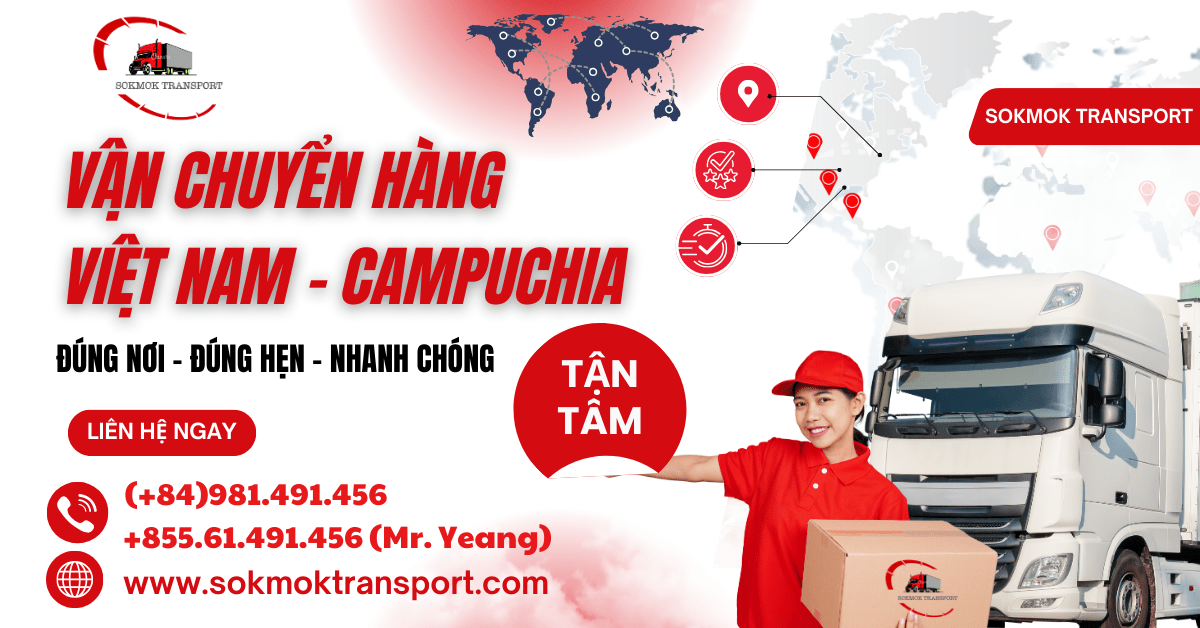 SOKMOK TRANSPORT
SOKMOK TRANSPORT
VẬN CHUYỂN HÀNG
VIỆT NAM - CAMPUCHIA
ĐÚNG NƠI - ĐÚNG HẸN - NHANH CHÓNG
TẬN
TÂM
LIÊN HỆ NGAY
(+84)981.491.456
+855.61.491.456 (Mr. Yeang)
www.sokmoktransport.com
SOKMOK TRANSPORT